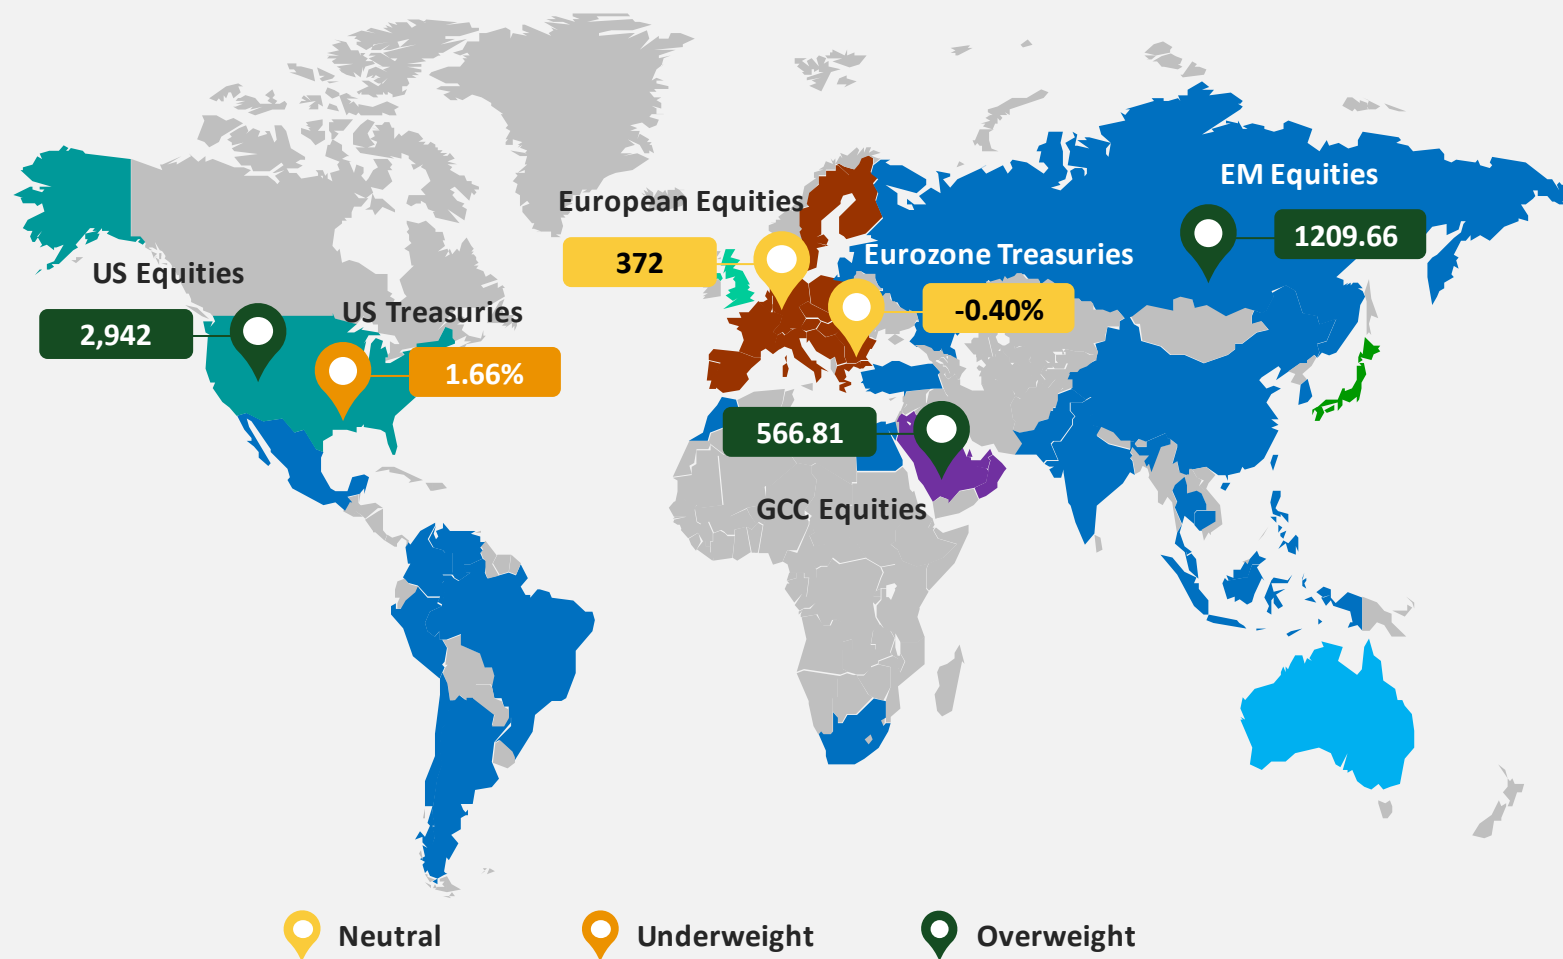 EM Equities
1209.66
European Equities
372
Eurozone Treasuries
-0.40%
US Equities
2,942
US Treasuries
1.66%
566.81
GCC Equities
Neutral
Underweight
Overweight